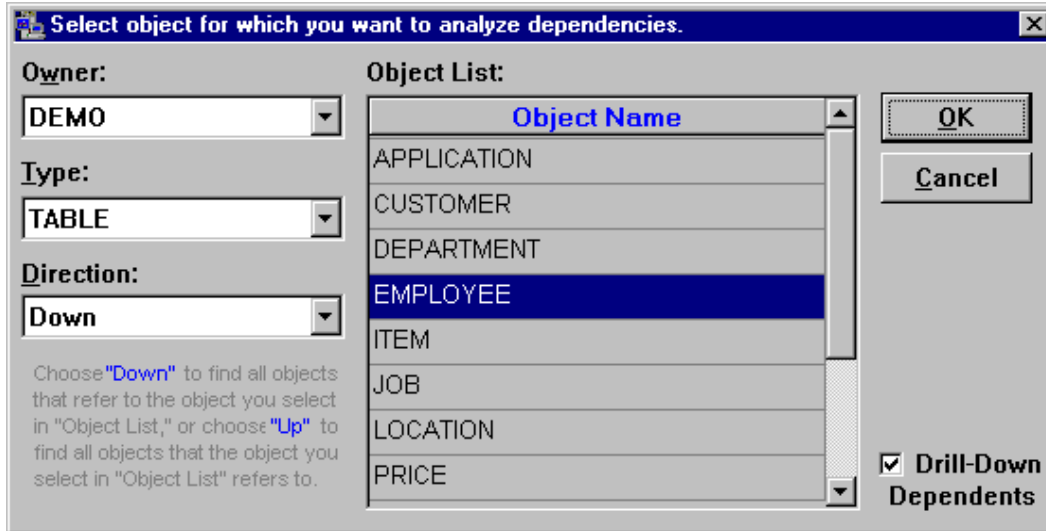 Select object for which you want to analyze dependencies.
Owner:
DEMO
Type:
TABLE
Direction:
Down
Choose "Down" to find all objects
that refer to the object you select
in "Object List," or choose "Up" to
find all objects that the object you
select in "Object List" refers to.
Object List:
Object Name
APPLICATION
CUSTOMER
DEPARTMENT
EMPLOYEE
ITEM
JOB
LOCATION
PRICE
OK
Cancel
Drill-Down
Dependents